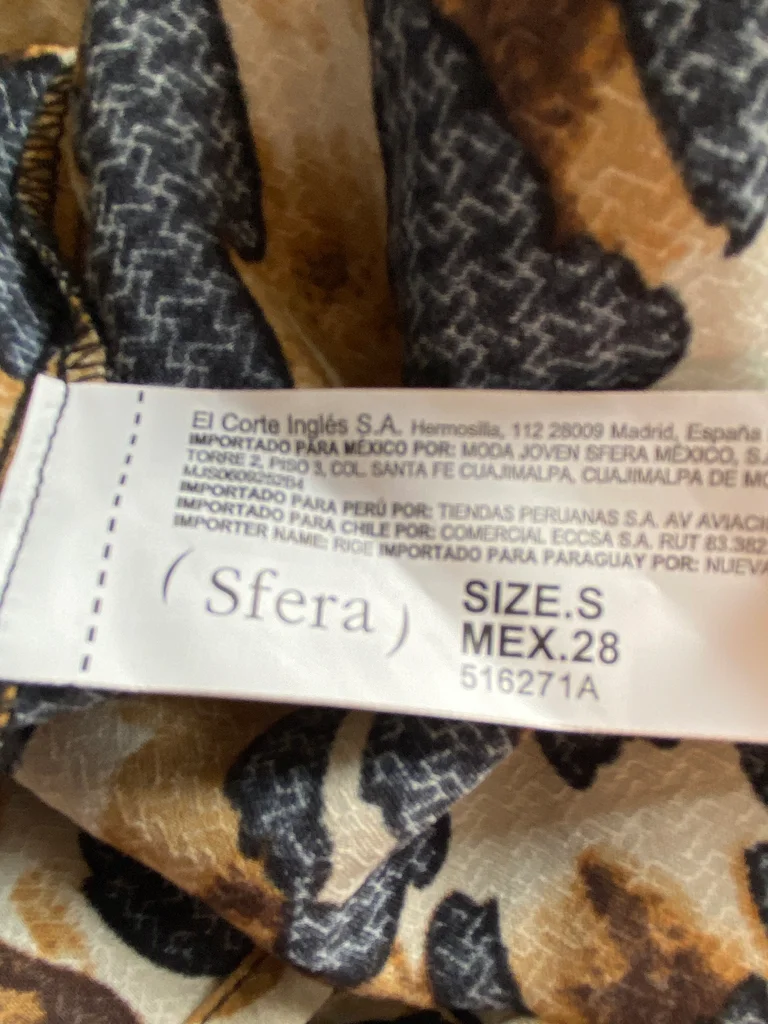 El Corte Inglés S.A. Hermosilla, 112 28009 Madrid, España
IMPORTADO PARA MÉXICO POR: MODA JOVEN SFERA MÉXICO, S.A
TORRE 2, PISO 3, COL. SANTA FE CUAJIMALPA, CUAJIMALPA DE MO
MJS0609252B4
IMPORTADO PARA PERÚ POR: TIENDAS PERUANAS S.A. AV AVIACI
IMPORTADO PARA CHILE POR: COMERCIAL ECCSA S.A. RUT 83.382
IMPORTER NAME: RIGE IMPORTADO PARA PARAGUAY POR: NUEVA
( Sfera )
SIZE.S
MEX.28
516271A